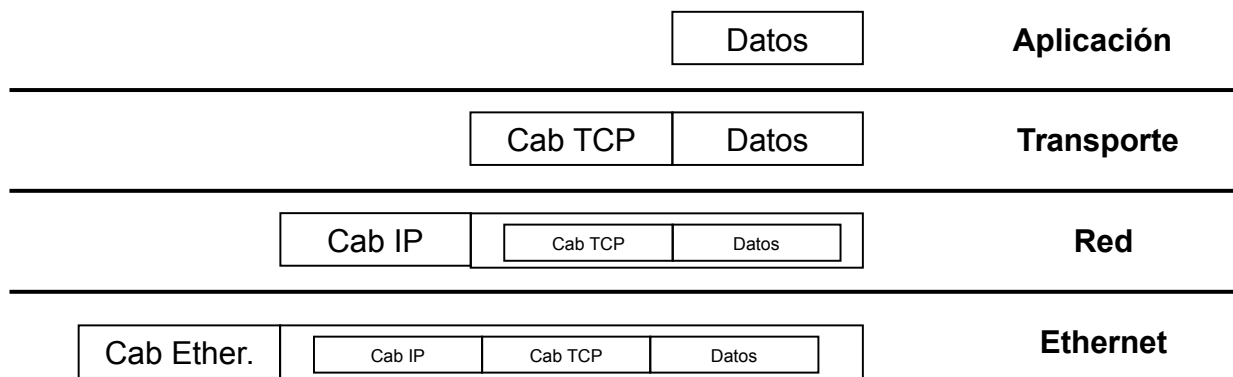 Datos Aplicación
Cab TCP Datos Transporte
Cab IP Cab TCP Datos Red
Cab Ether. Cab IP Cab TCP Datos Ethernet